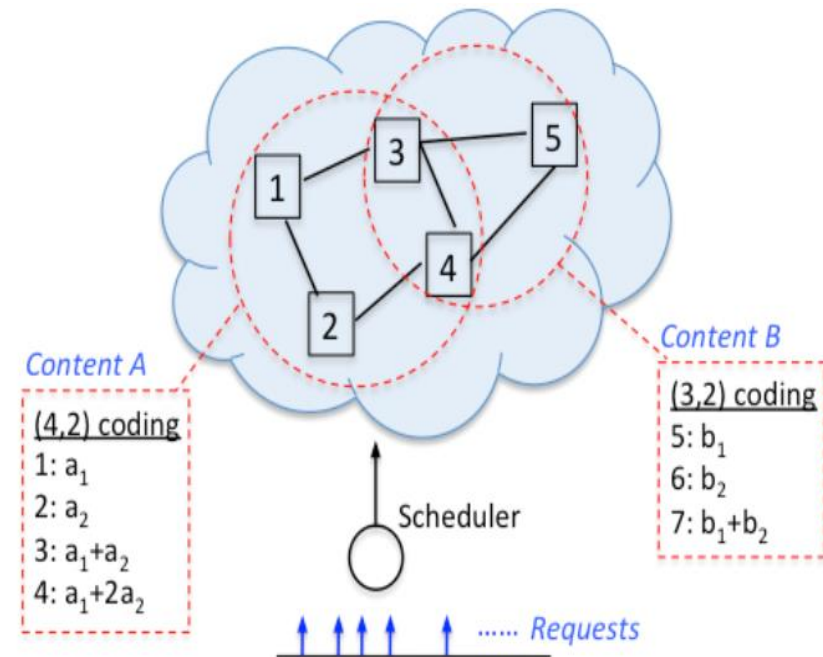 3
5
1
4
2
Content A
(4,2) coding
1: a₁
2: a₂
3: a₁+a₂
4: a₁+2a₂
Content B
(3,2) coding
5: b₁
6: b₂
7: b₁+b₂
Scheduler
...... Requests